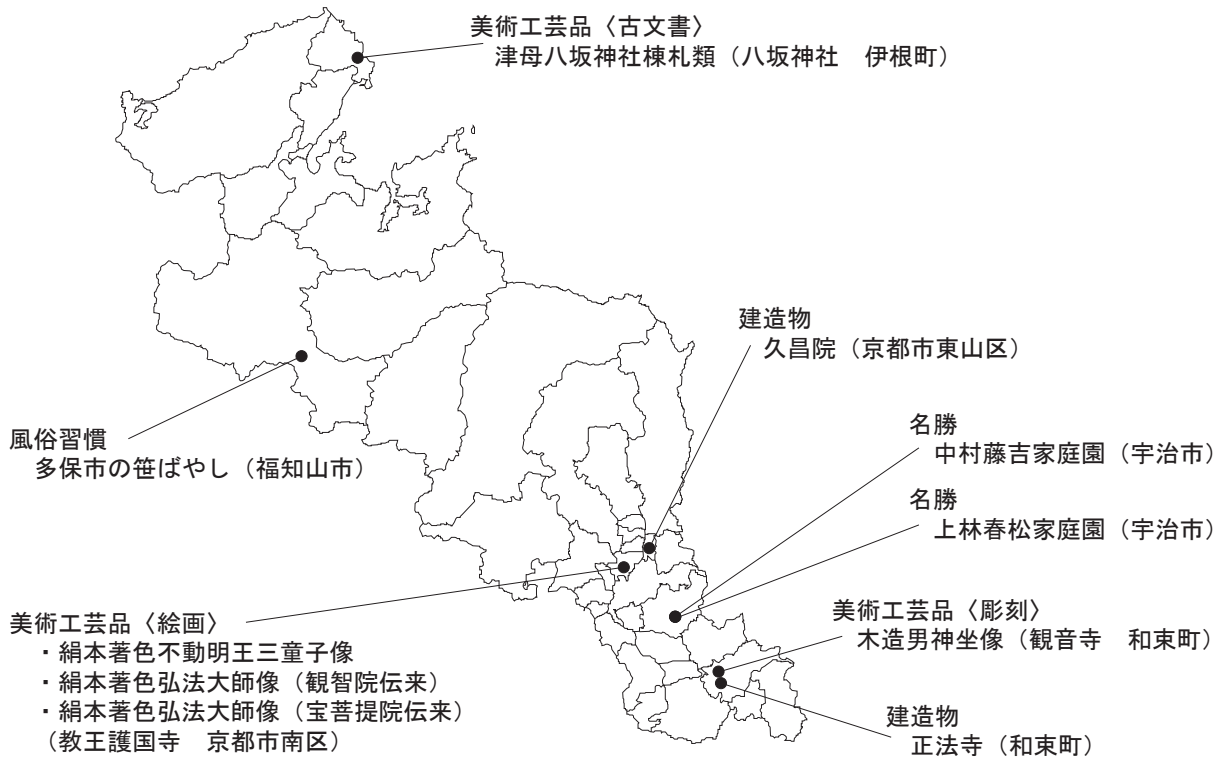 美術工芸品〈古文書〉
津母八坂神社棟札類（八坂神社　伊根町）
建造物
久昌院（京都市東山区）
風俗習慣
多保市の笹ばやし（福知山市）
名勝
中村藤吉家庭園（宇治市）
名勝
上林春松家庭園（宇治市）
美術工芸品〈絵画〉
・絹本著色不動明王三童子像
・絹本著色弘法大師像（観智院伝来）
・絹本著色弘法大師像（宝菩提院伝来）
（教王護国寺　京都市南区）
美術工芸品〈彫刻〉
木造男神坐像（観音寺　和束町）
建造物
正法寺（和束町）